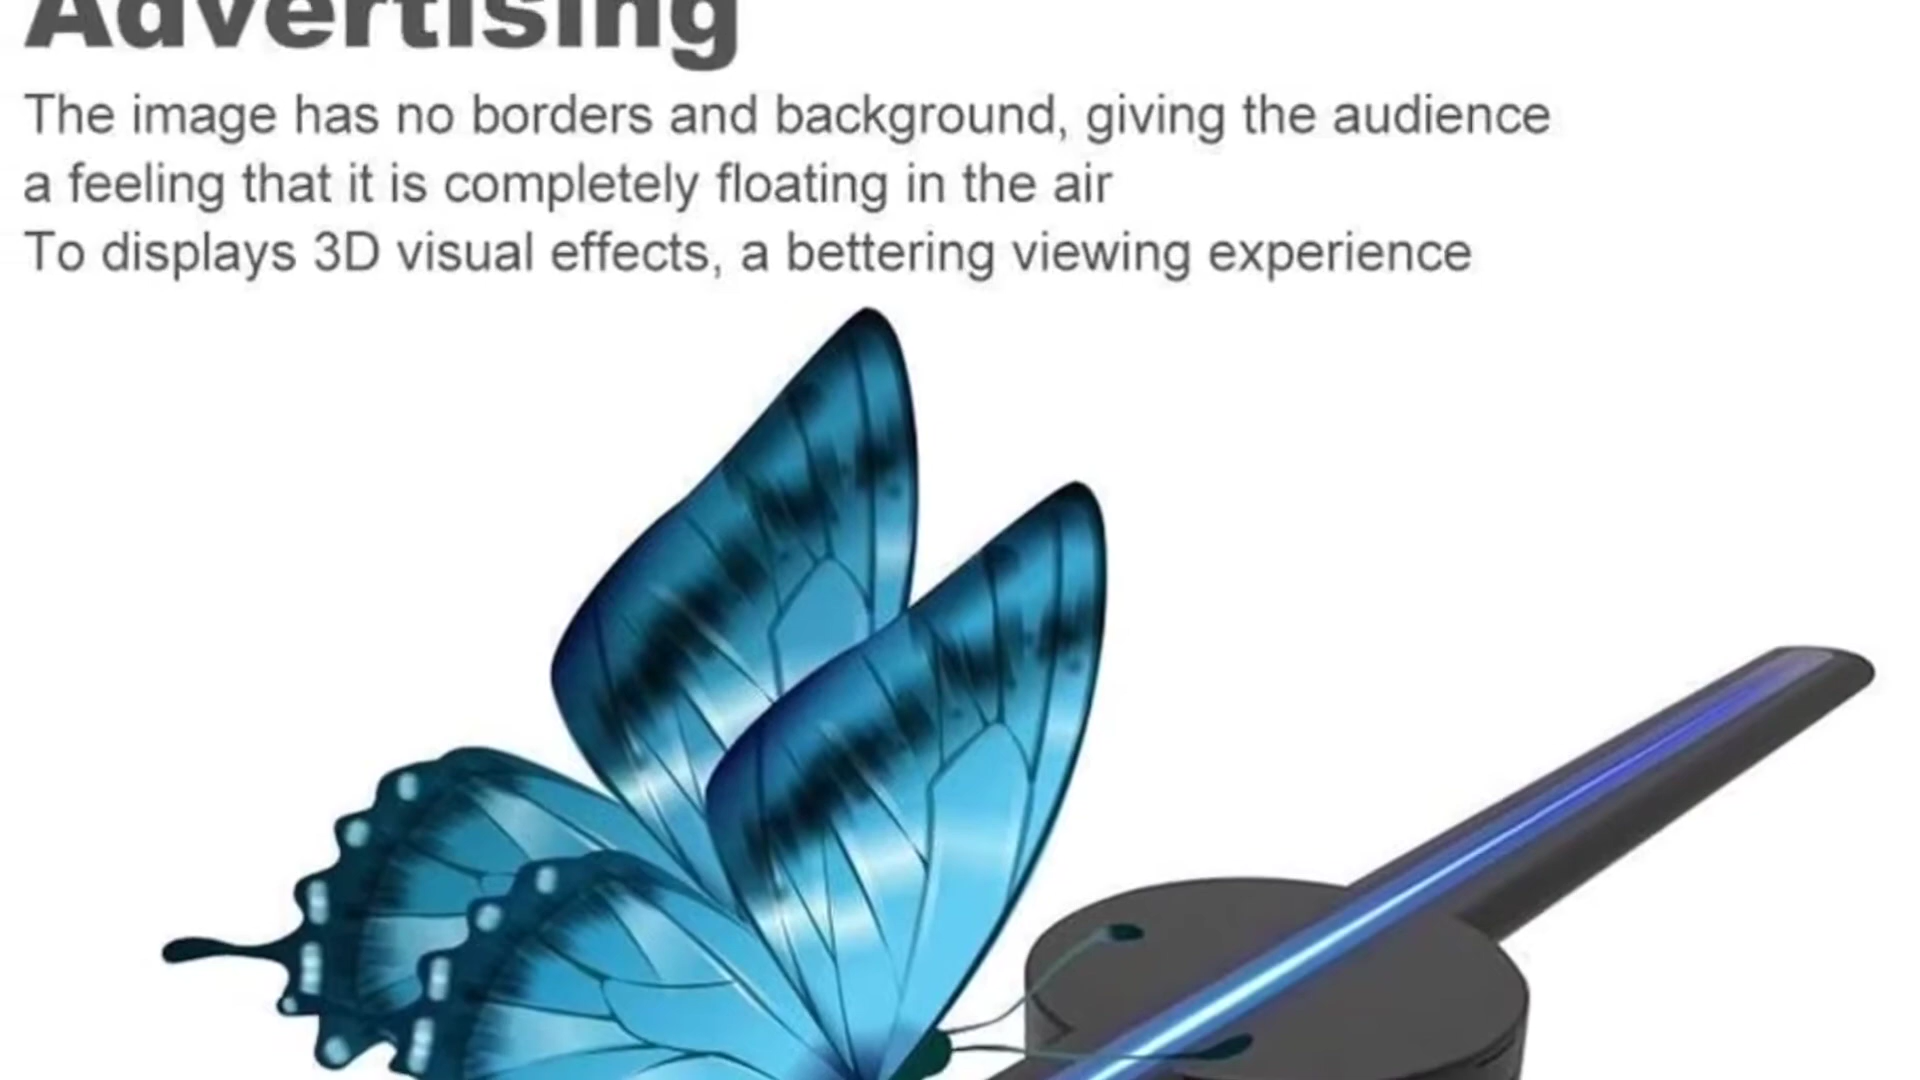 Advertising
The image has no borders and background, giving the audience
a feeling that it is completely floating in the air
To displays 3D visual effects, a bettering viewing experience